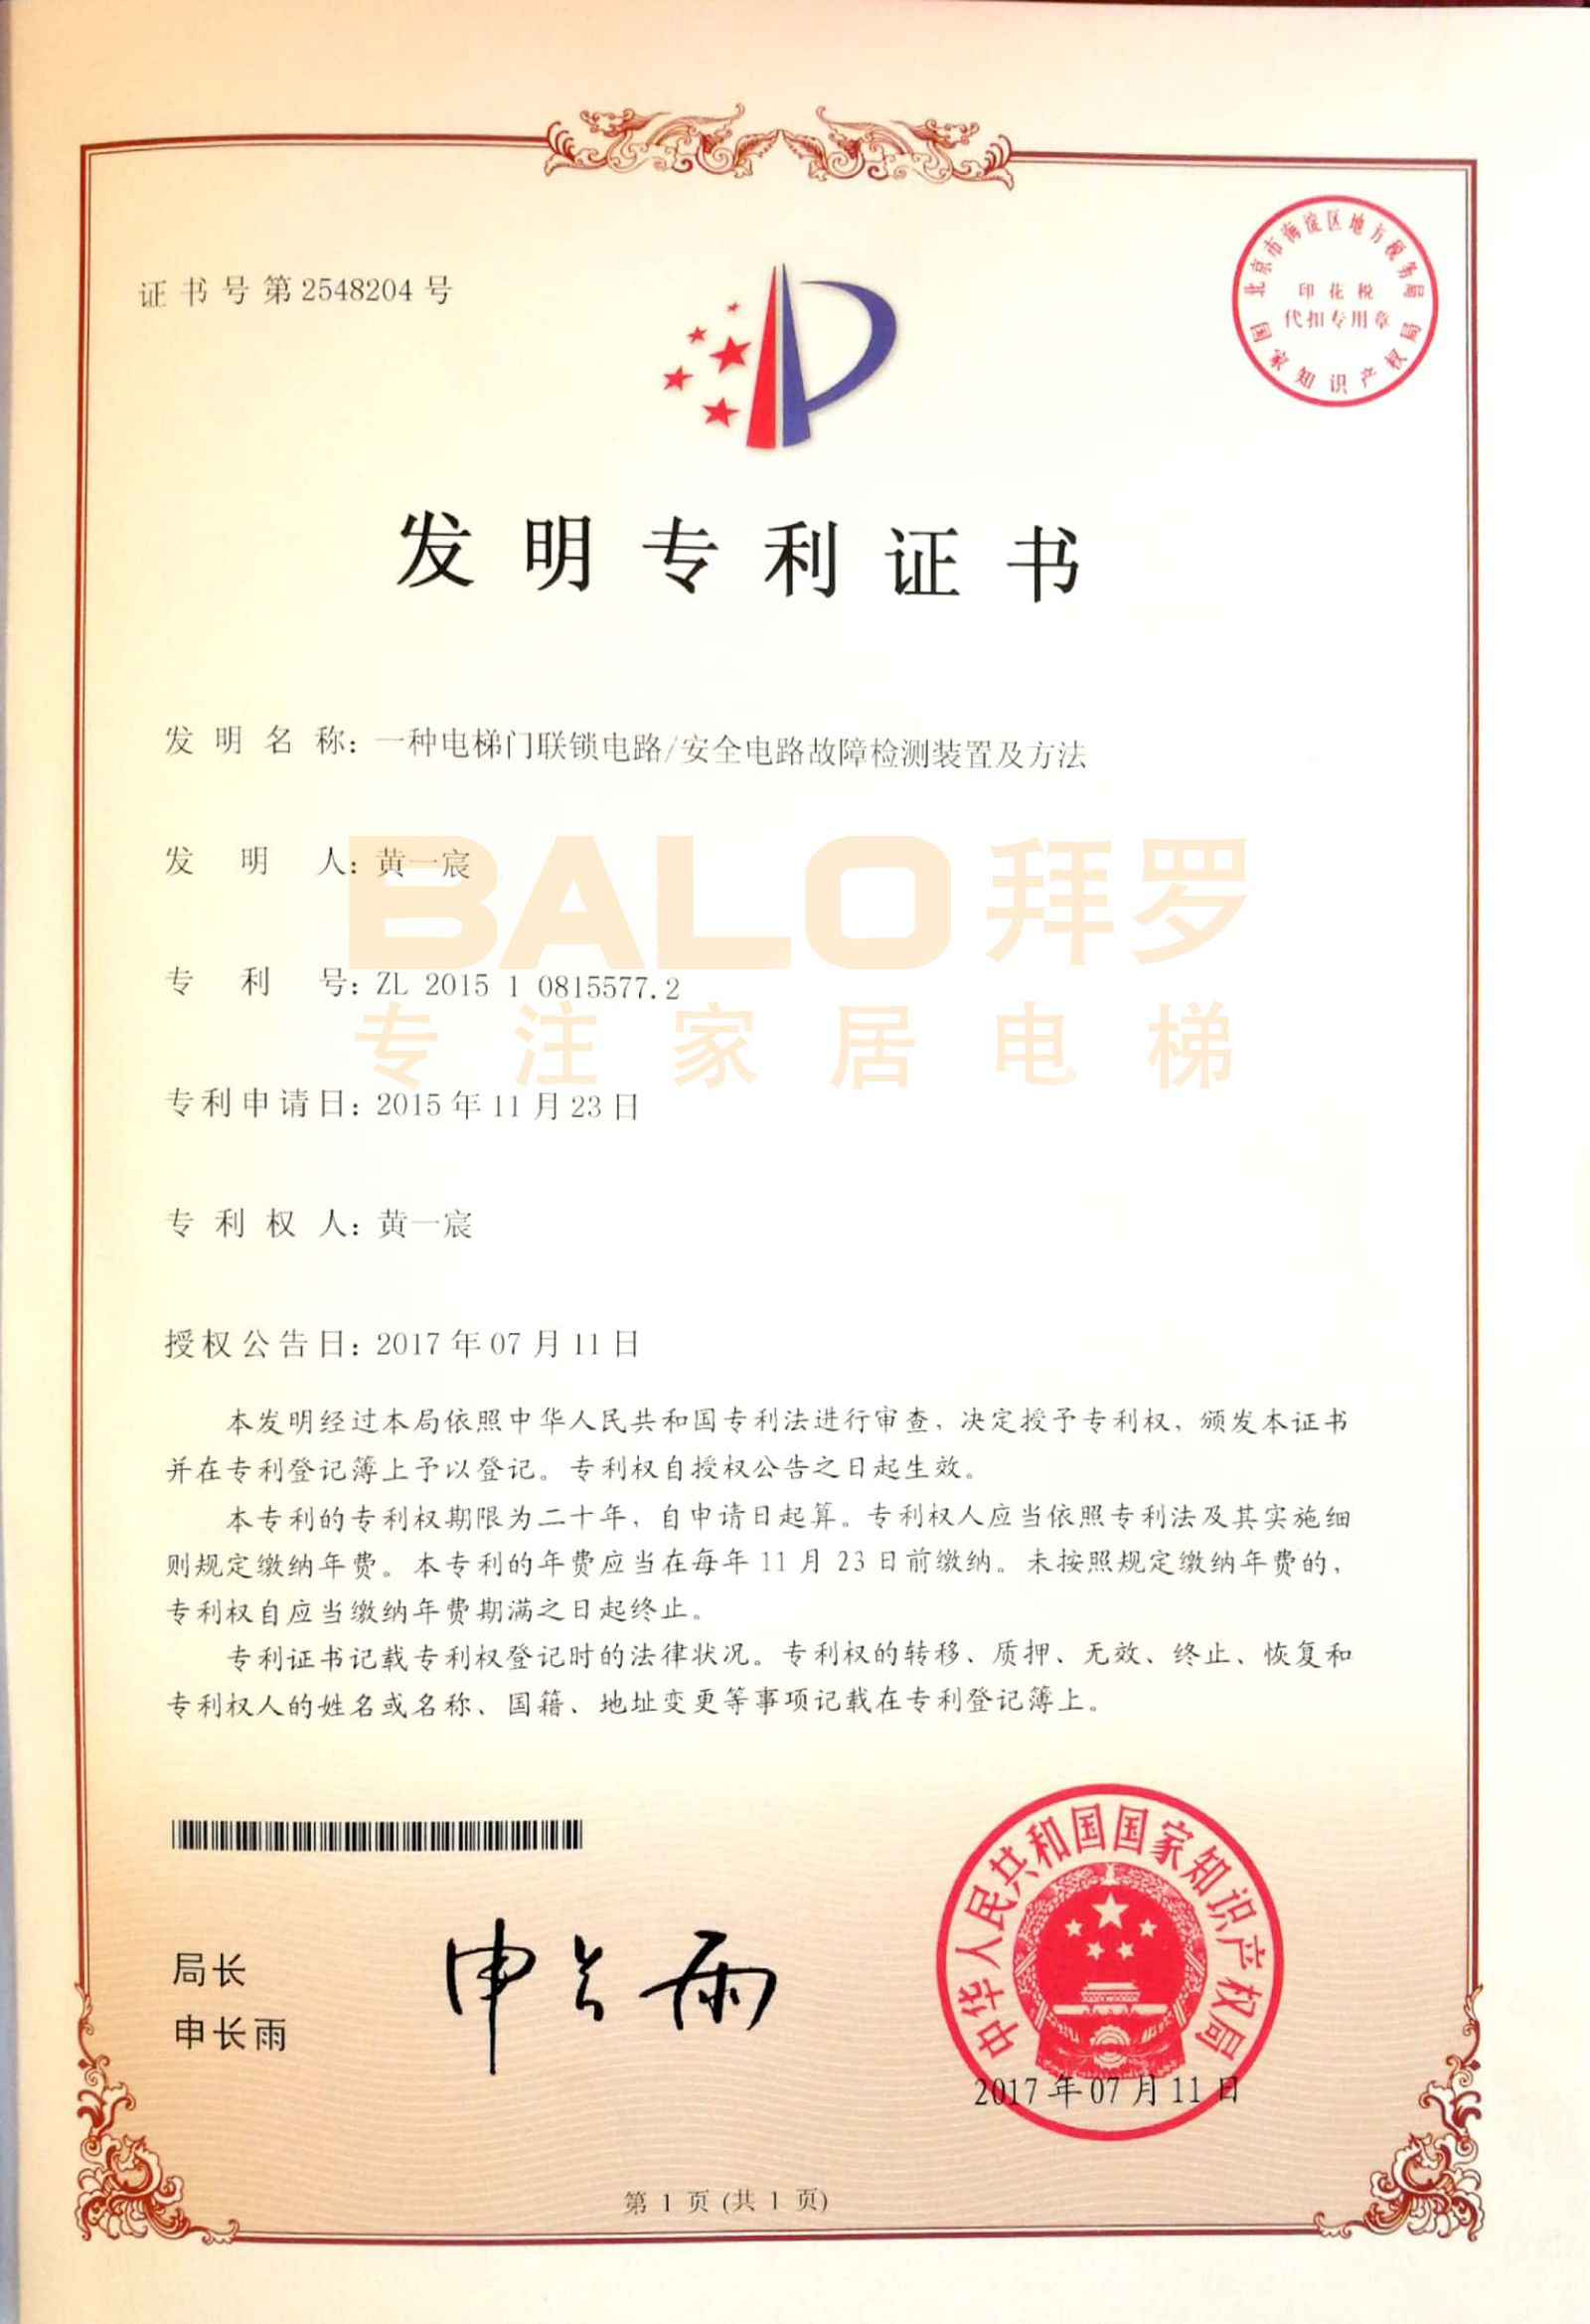 证书号第2548204号
北京市海淀区地方税务局
印花税
代扣专用章
国家知识产权局
发明专利证书
发明名称：一种电梯门联锁电路/安全电路故障检测装置及方法
BALO拜罗
发明人：黄一宸
专利号：ZL 2015 1 0815577.2
专注家居电梯
专利申请日：2015年11月23日
专利权人：黄一宸
授权公告日：2017年07月11日
本发明经过本局依照中华人民共和国专利法进行审查，决定授予专利权，颁发本证书
并在专利登记簿上予以登记。专利权自授权公告之日起生效。
本专利的专利权期限为二十年，自申请日起算。专利权人应当依照专利法及其实施细
则规定缴纳年费。本专利的年费应当在每年11月23日前缴纳。未按照规定缴纳年费的，
专利权自应当缴纳年费期满之日起终止。
专利证书记载专利权登记时的法律状况。专利权的转移、质押、无效、终止、恢复和
专利权人的姓名或名称、国籍、地址变更等事项记载在专利登记簿上。
中华人民共和国国家知识产权局
局长
申长雨
申长雨
2017年07月11日
第1页(共1页)